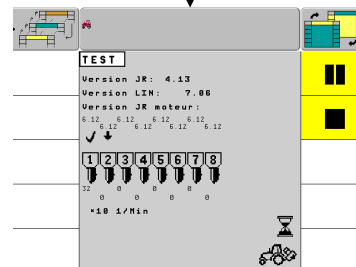 TEST
Version JR: 4.13
Version LIN: 7.06
Version JR moteur:
6.12 6.12 6.12 6.12
6.12 6.12 6.12 6.12
1 2 3 4 5 6 7 8
32 0 0 0
0 0 0 0
*10 1/Min